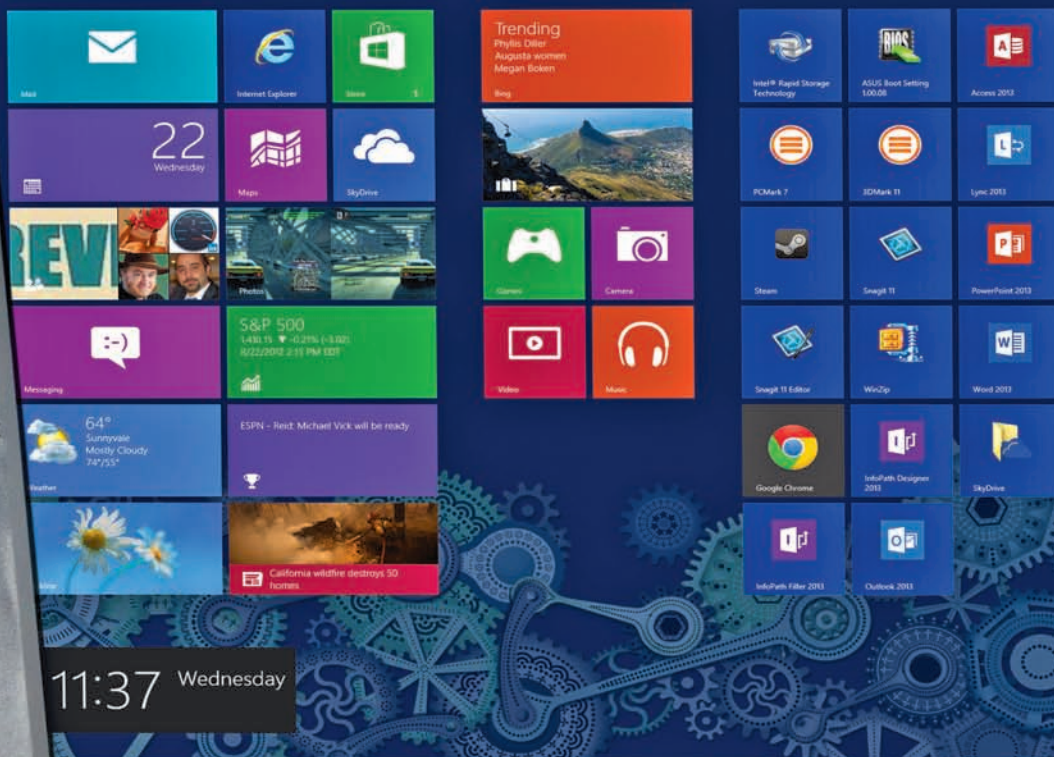 Mail
Internet Explorer
Store
5
22
Wednesday
Maps
SkyDrive
REVI
Photos
Messaging
S&P 500
1,410.15 ▼ -0.21% (-3.02)
8/22/2012 2:15 PM EDT
64°
Sunnyvale
Mostly Cloudy
74°/55°
Weather
ESPN - Reid: Michael Vick will be ready
California wildfire destroys 50
homes
Trending
Phyllis Diller
Augusta women
Megan Boken
Bing
Games
Camera
Video
Music
Intel® Rapid Storage
Technology
BIOS
ASUS Boot Setting
1.00.08
Access 2013
PCMark 7
3DMark 11
Lync 2013
Steam
Snagit 11
PowerPoint 2013
Snagit 11 Editor
WinZip
Word 2013
Google Chrome
InfoPath Designer
2013
SkyDrive
InfoPath Filler 2013
Outlook 2013
11:37 Wednesday